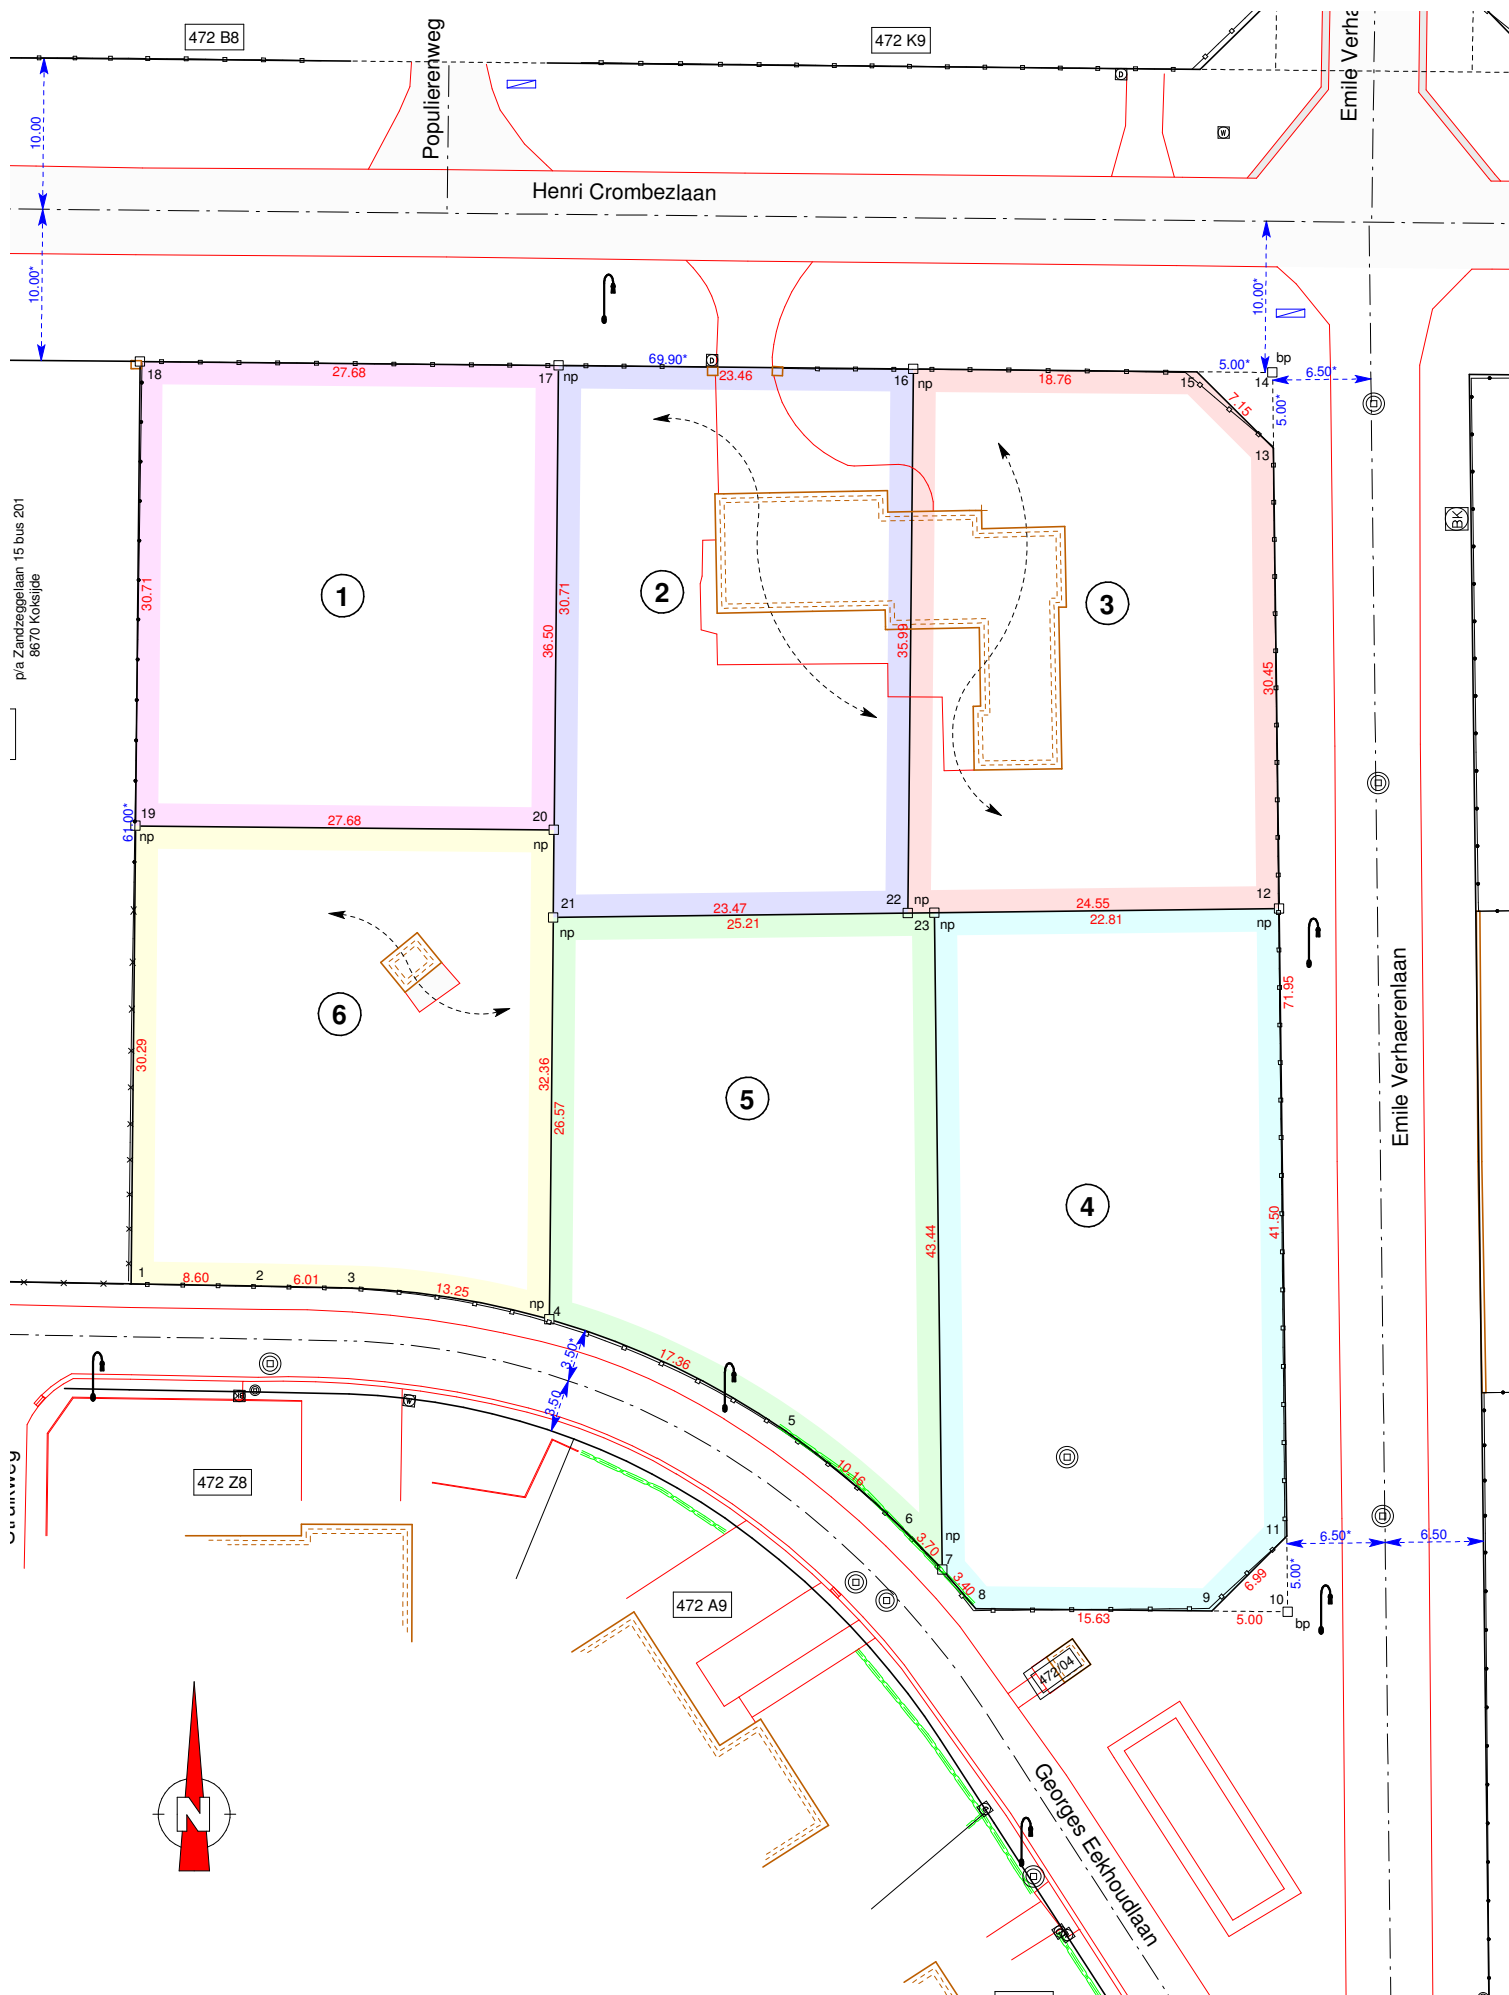 472 B8
Populierenweg
472 K9
Emile Verha
D
W
10.00
Henri Crombezlaan
10.00*
10.00*
bp
D
69.90*
5.00*
6.50*
18
27.68
17
np
23.46
16
np
18.76
15
14
7.15
5.00*
13
p/a Zandzeggelaan 15 bus 201
8670 Koksijde
BK
30.71
1
30.71
36.50
2
35.99
3
30.45
61.00*
19
np
27.68
20
np
21
np
23.47
25.21
22
np
23
np
24.55
22.81
12
np
6
30.29
32.36
26.57
5
43.44
4
71.95
41.50
Emile Verhaerenlaan
1
8.60
2
6.01
3
13.25
np
4
3.50*
3.50
17.36
5
10.16
6
3.70
np
7
3.40
8
15.63
9
6.99
11
10
5.00
5.00*
bp
6.50*
6.50
W
472 Z8
472 A9
472/04
N
Georges Eekhoudlaan